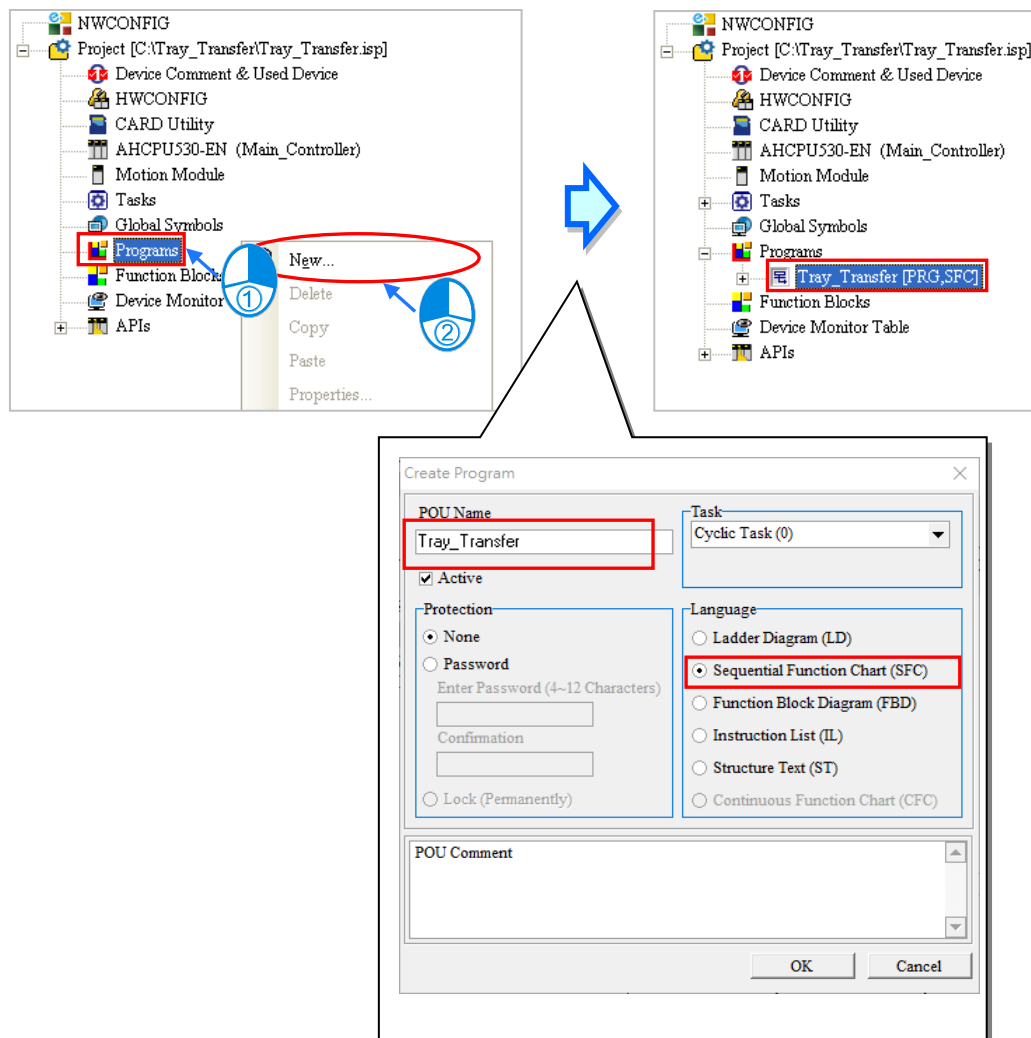 NWCONFIG
Project [C:\Tray_Transfer\Tray_Transfer.isp]
Device Comment & Used Device
HWCONFIG
CARD Utility
AHCPU530-EN (Main_Controller)
Motion Module
Tasks
Global Symbols
Programs
Function Blocks
Device Monitor
APIs
New...
Delete
Copy
Paste
Properties...
1
2
NWCONFIG
Project [C:\Tray_Transfer\Tray_Transfer.isp]
Device Comment & Used Device
HWCONFIG
CARD Utility
AHCPU530-EN (Main_Controller)
Motion Module
Tasks
Global Symbols
Programs
Tray_Transfer [PRG,SFC]
Function Blocks
Device Monitor Table
APIs
Create Program
POU Name
Tray_Transfer
Active
Task
Cyclic Task (0)
Protection
None
Password
Enter Password (4~12 Characters)
Confirmation
Lock (Permanently)
Language
Ladder Diagram (LD)
Sequential Function Chart (SFC)
Function Block Diagram (FBD)
Instruction List (IL)
Structure Text (ST)
Continuous Function Chart (CFC)
POU Comment
OK
Cancel